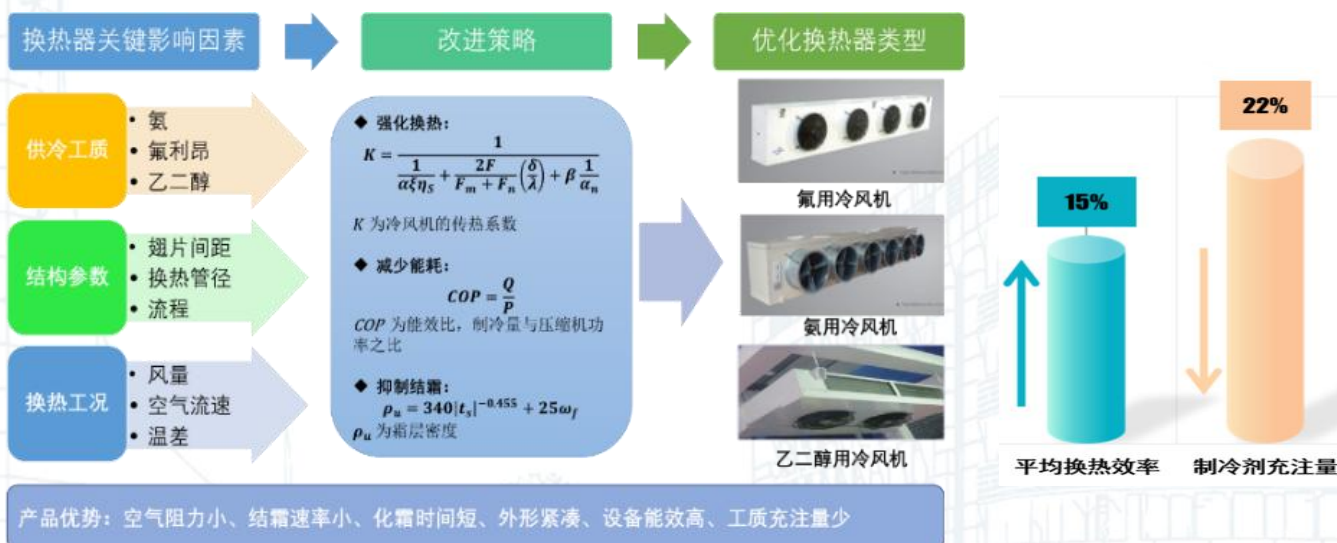 换热器关键影响因素
改进策略
优化换热器类型
供冷工质
• 氨
• 氟利昂
• 乙二醇
结构参数
• 翅片间距
• 换热管径
• 流程
换热工况
• 风量
• 空气流速
• 温差
◆ 强化换热:
K = \frac{1}{\frac{1}{αξη_S} + \frac{2F}{F_m + F_n}(\frac{δ}{λ}) + β\frac{1}{α_n}}
K 为冷风机的传热系数
◆ 减少能耗:
COP = \frac{Q}{P}
COP 为能效比，制冷量与压缩机功
率之比
◆ 抑制结霜:
ρ_u = 340|t_s|^{-0.455} + 25ω_f
ρ_u 为霜层密度
氟用冷风机
氨用冷风机
乙二醇用冷风机
15%
22%
平均换热效率
制冷剂充注量
产品优势：空气阻力小、结霜速率小、化霜时间短、外形紧凑、设备能效高、工质充注量少